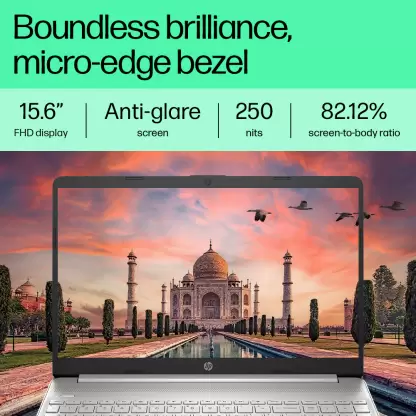 Boundless brilliance,
micro-edge bezel
15.6”
FHD display
Anti-glare
screen
250
nits
82.12%
screen-to-body ratio
hp